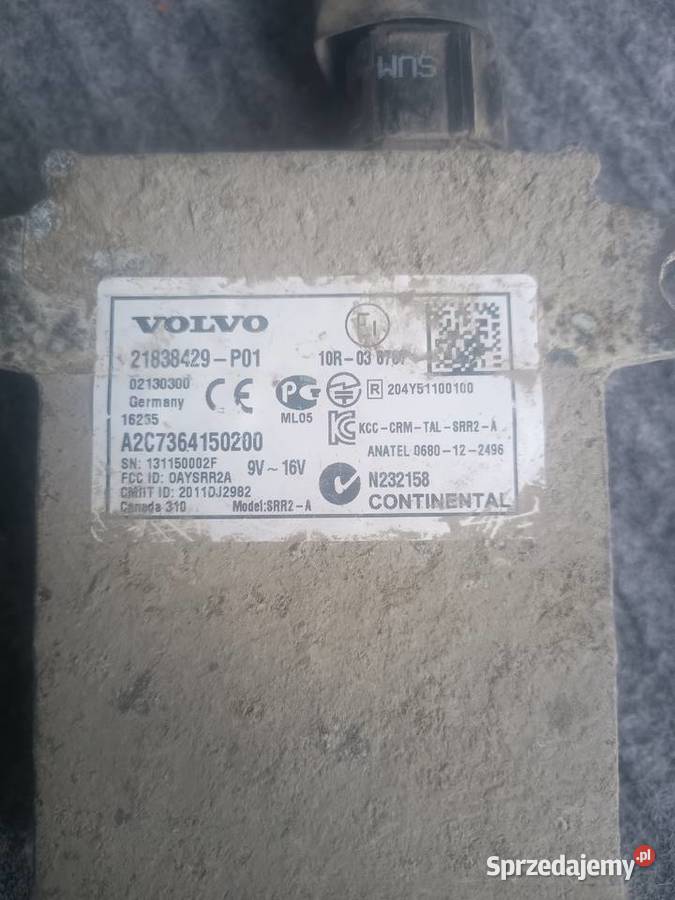 SUM
VOLVO
21838429-P01
10R-03
02130300
Germany
16235
ML05
R 204Y51100100
KCC-CRM-TAL-SRR2-A
A2C7364150200
ANATEL 0680-12-2496
SN: 131150002F
9V~16V
FCC ID: OAYSRR2A
N232158
CMIIT ID: 2011DJ2982
Canada 310
Model:SRR2-A
CONTINENTAL
Sprzedajemy.pl